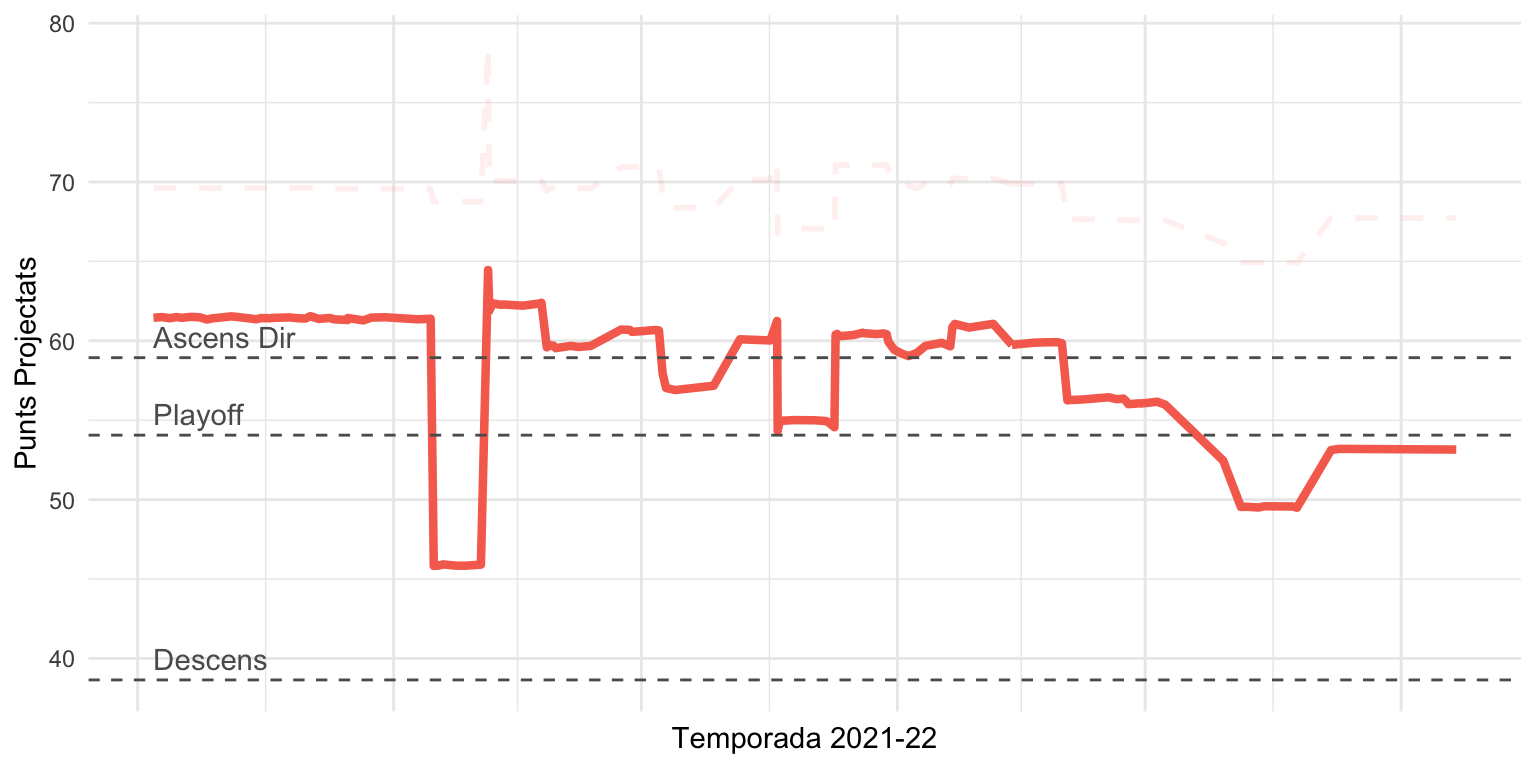 80
70
60
50
40
Punts Projectats
Ascens Dir
Playoff
Descens
Temporada 2021-22